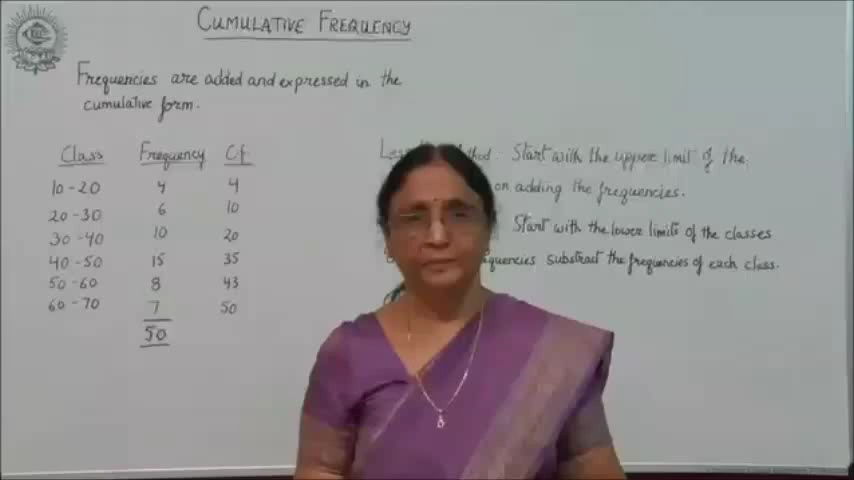 CUMULATIVE FREQUENCY
Frequencies are added and expressed in the
cumulative form.
Class Frequency Cf
10-20 4 4
20-30 6 10
30-40 10 20
40-50 15 35
50-60 8 43
60-70 7 50
50
Start with the upper limit of the
on adding the frequencies.
Start with the lower limits of the classes
substract the frequencies of each class.